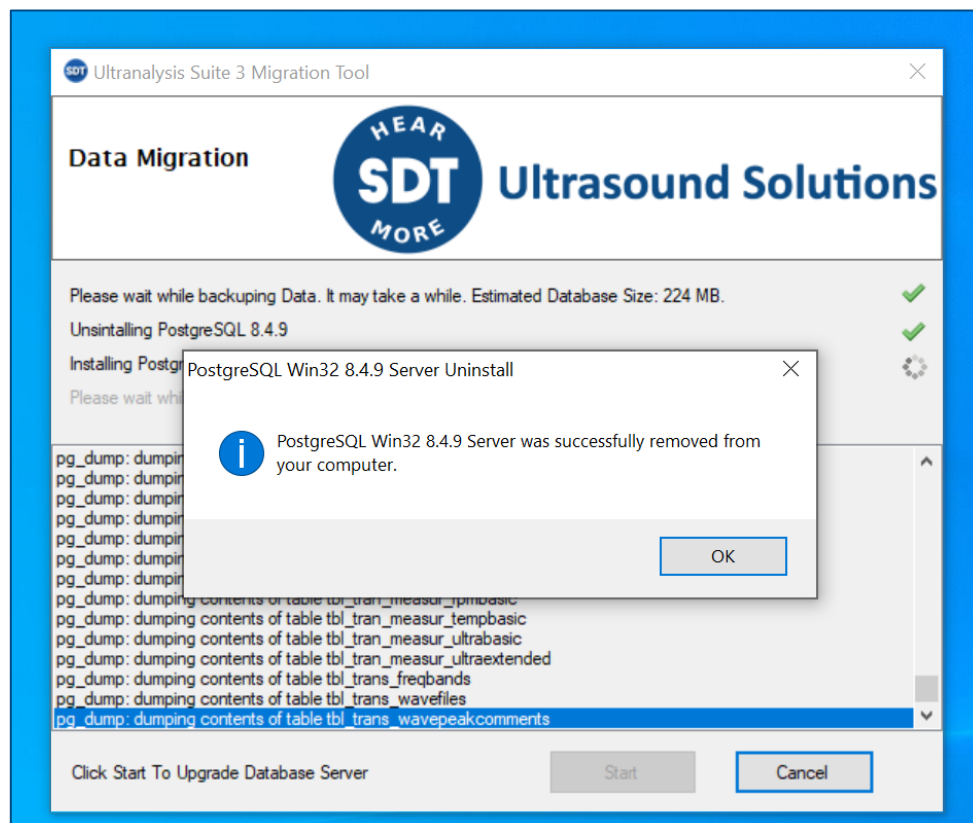 SDT Ultranalysis Suite 3 Migration Tool
Data Migration
HEAR
SDT
MORE
Ultrasound Solutions
Please wait while backuping Data. It may take a while. Estimated Database Size: 224 MB.
Unsintalling PostgreSQL 8.4.9
Installing Postgr
Please wait whi
PostgreSQL Win32 8.4.9 Server Uninstall
PostgreSQL Win32 8.4.9 Server was successfully removed from
your computer.
OK
pg_dump: dumpin
pg_dump: dumpin
pg_dump: dumpin
pg_dump: dumpin
pg_dump: dumpin
pg_dump: dumpin
pg_dump: dumpin
pg_dump: dumping contents of table tbl_tran_measur_rpmbasic
pg_dump: dumping contents of table tbl_tran_measur_tempbasic
pg_dump: dumping contents of table tbl_tran_measur_ultrabasic
pg_dump: dumping contents of table tbl_tran_measur_ultraextended
pg_dump: dumping contents of table tbl_trans_freqbands
pg_dump: dumping contents of table tbl_trans_wavefiles
pg_dump: dumping contents of table tbl_trans_wavepeakcomments
Click Start To Upgrade Database Server
Start
Cancel